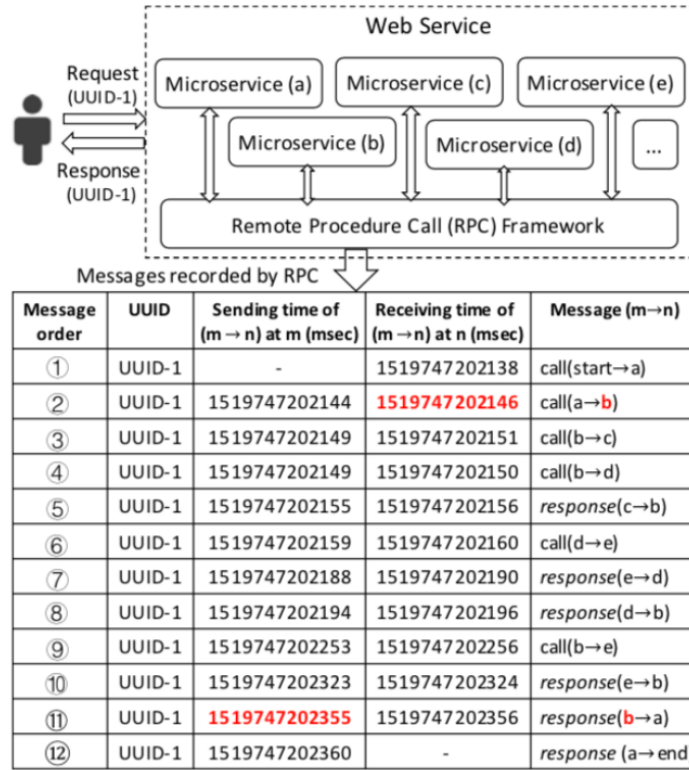 Web Service
Request
(UUID-1)
Microservice (a)
Microservice (c)
Microservice (e)
Microservice (b)
Microservice (d)
...
Response
(UUID-1)
Remote Procedure Call (RPC) Framework
Messages recorded by RPC
Message order UUID Sending time of (m → n) at m (msec) Receiving time of (m → n) at n (msec) Message (m→n)
① UUID-1 - 1519747202138 call(start→a)
② UUID-1 1519747202144 1519747202146 call(a→b)
③ UUID-1 1519747202149 1519747202151 call(b→c)
④ UUID-1 1519747202149 1519747202150 call(b→d)
⑤ UUID-1 1519747202155 1519747202156 response(c→b)
⑥ UUID-1 1519747202159 1519747202160 call(d→e)
⑦ UUID-1 1519747202188 1519747202190 response(e→d)
⑧ UUID-1 1519747202194 1519747202196 response(d→b)
⑨ UUID-1 1519747202253 1519747202256 call(b→e)
⑩ UUID-1 1519747202323 1519747202324 response(e→b)
⑪ UUID-1 1519747202355 1519747202356 response(b→a)
⑫ UUID-1 1519747202360 - response (a→end